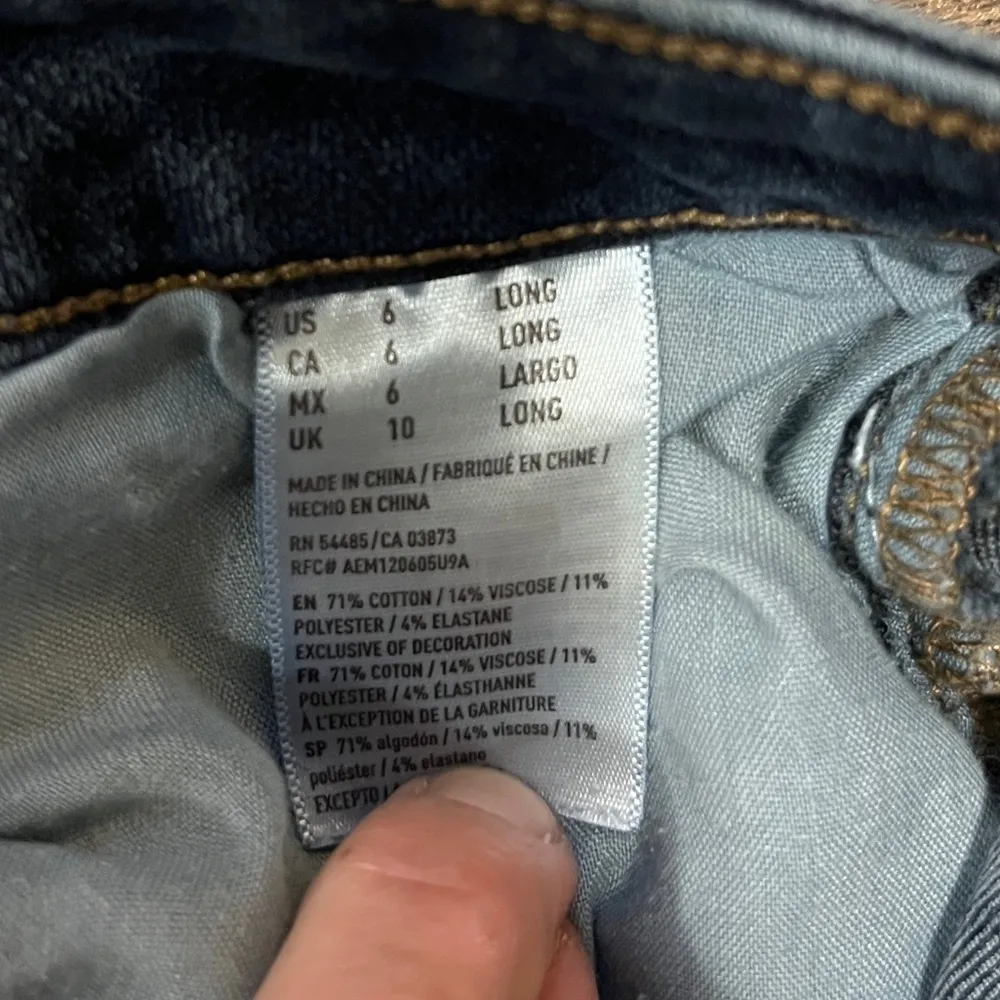 US 6 LONG
CA 6 LONG
MX 6 LARGO
UK 10 LONG
MADE IN CHINA / FABRIQUÉ EN CHINE /
HECHO EN CHINA
RN 54485/CA 03873
RFC# AEM120605U9A
EN 71% COTTON / 14% VISCOSE / 11%
POLYESTER / 4% ELASTANE
EXCLUSIVE OF DECORATION
FR 71% COTON / 14% VISCOSE / 11%
POLYESTER / 4% ÉLASTHANNE
À L'EXCEPTION DE LA GARNITURE
SP 71% algodón / 14% viscosa / 11%
poliéster / 4% elastano
EXCEPTO